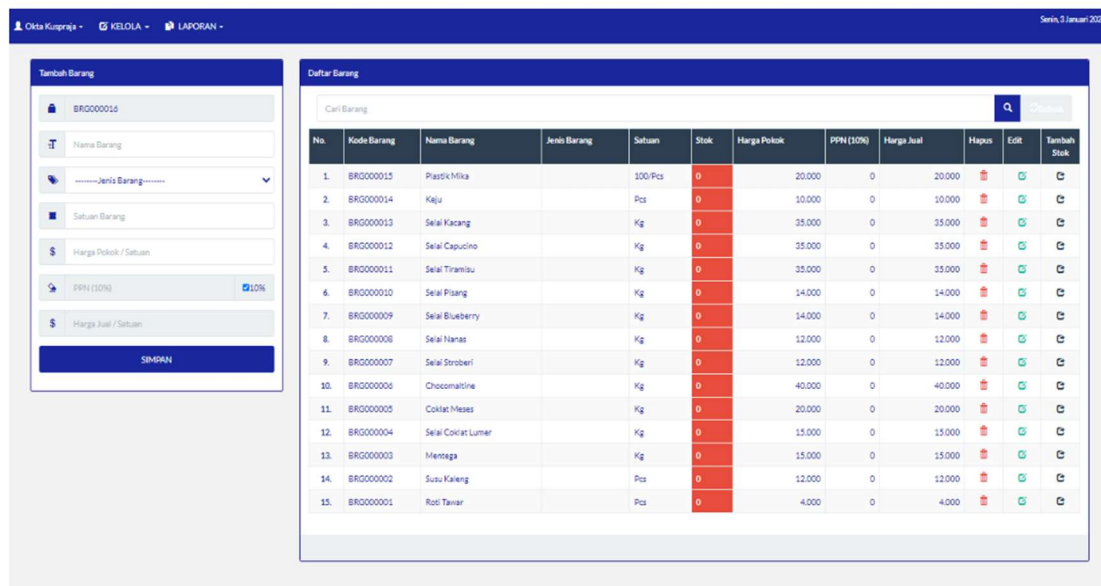 Okta Kuspraja KELOLA LAPORAN Senin, 3 Januari 202
Tambah Barang
BRG000016
Nama Barang
--------Jenis Barang--------
Satuan Barang
Harga Pokok / Satuan
PPN (10%) 10%
Harga Jual / Satuan
SIMPAN
Daftar Barang
Cari Barang
No. Kode Barang Nama Barang Jenis Barang Satuan Stok Harga Pokok PPN (10%) Harga Jual Hapus Edit Tambah Stok
1. BRG000015 Plastik Mika 100/Pcs 0 20.000 0 20.000
2. BRG000014 Keju Pcs 0 10.000 0 10.000
3. BRG000013 Selai Kacang Kg 0 35.000 0 35.000
4. BRG000012 Selai Capucino Kg 0 35.000 0 35.000
5. BRG000011 Selai Tiramisu Kg 0 35.000 0 35.000
6. BRG000010 Selai Pisang Kg 0 14.000 0 14.000
7. BRG000009 Selai Blueberry Kg 0 14.000 0 14.000
8. BRG000008 Selai Nanas Kg 0 12.000 0 12.000
9. BRG000007 Selai Stroberi Kg 0 12.000 0 12.000
10. BRG000006 Chocomaltine Kg 0 40.000 0 40.000
11. BRG000005 Coklat Meses Kg 0 20.000 0 20.000
12. BRG000004 Selai Coklat Lumer Kg 0 15.000 0 15.000
13. BRG000003 Mentega Kg 0 15.000 0 15.000
14. BRG000002 Susu Kaleng Pcs 0 12.000 0 12.000
15. BRG000001 Roti Tawar Pcs 0 4.000 0 4.000